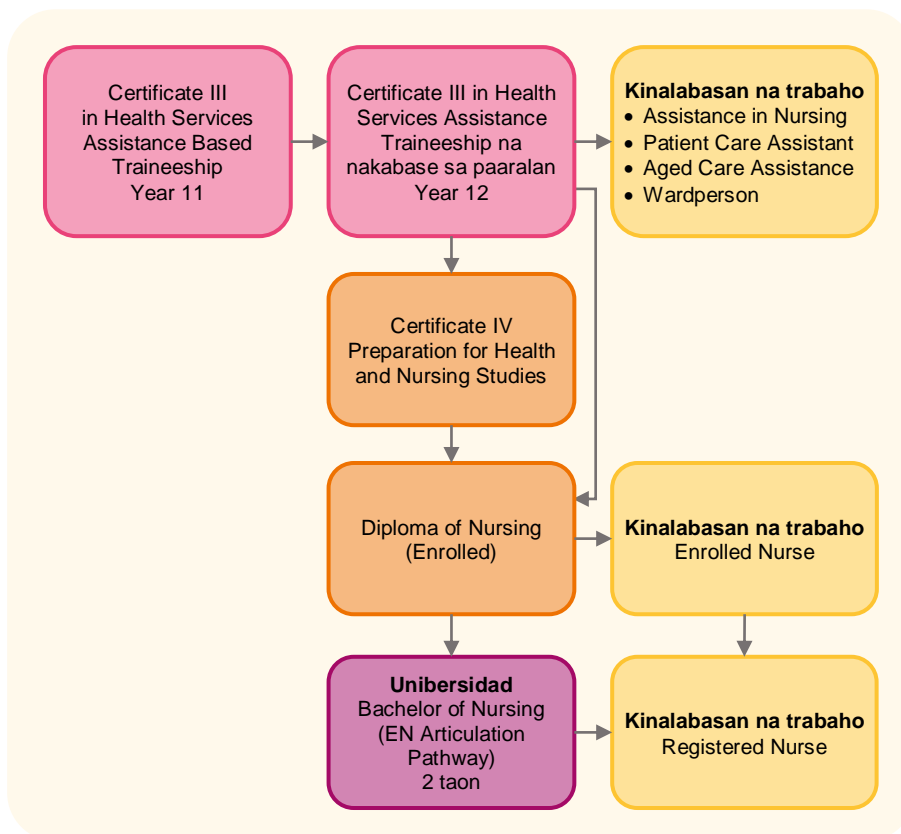 Certificate III
in Health Services
Assistance Based
Traineeship
Year 11
Certificate III in Health
Services Assistance
Traineeship na
nakabase sa paaralan
Year 12
Kinalabasan na trabaho
• Assistance in Nursing
• Patient Care Assistant
• Aged Care Assistance
• Wardperson
Certificate IV
Preparation for Health
and Nursing Studies
Diploma of Nursing
(Enrolled)
Kinalabasan na trabaho
Enrolled Nurse
Unibersidad
Bachelor of Nursing
(EN Articulation
Pathway)
2 taon
Kinalabasan na trabaho
Registered Nurse